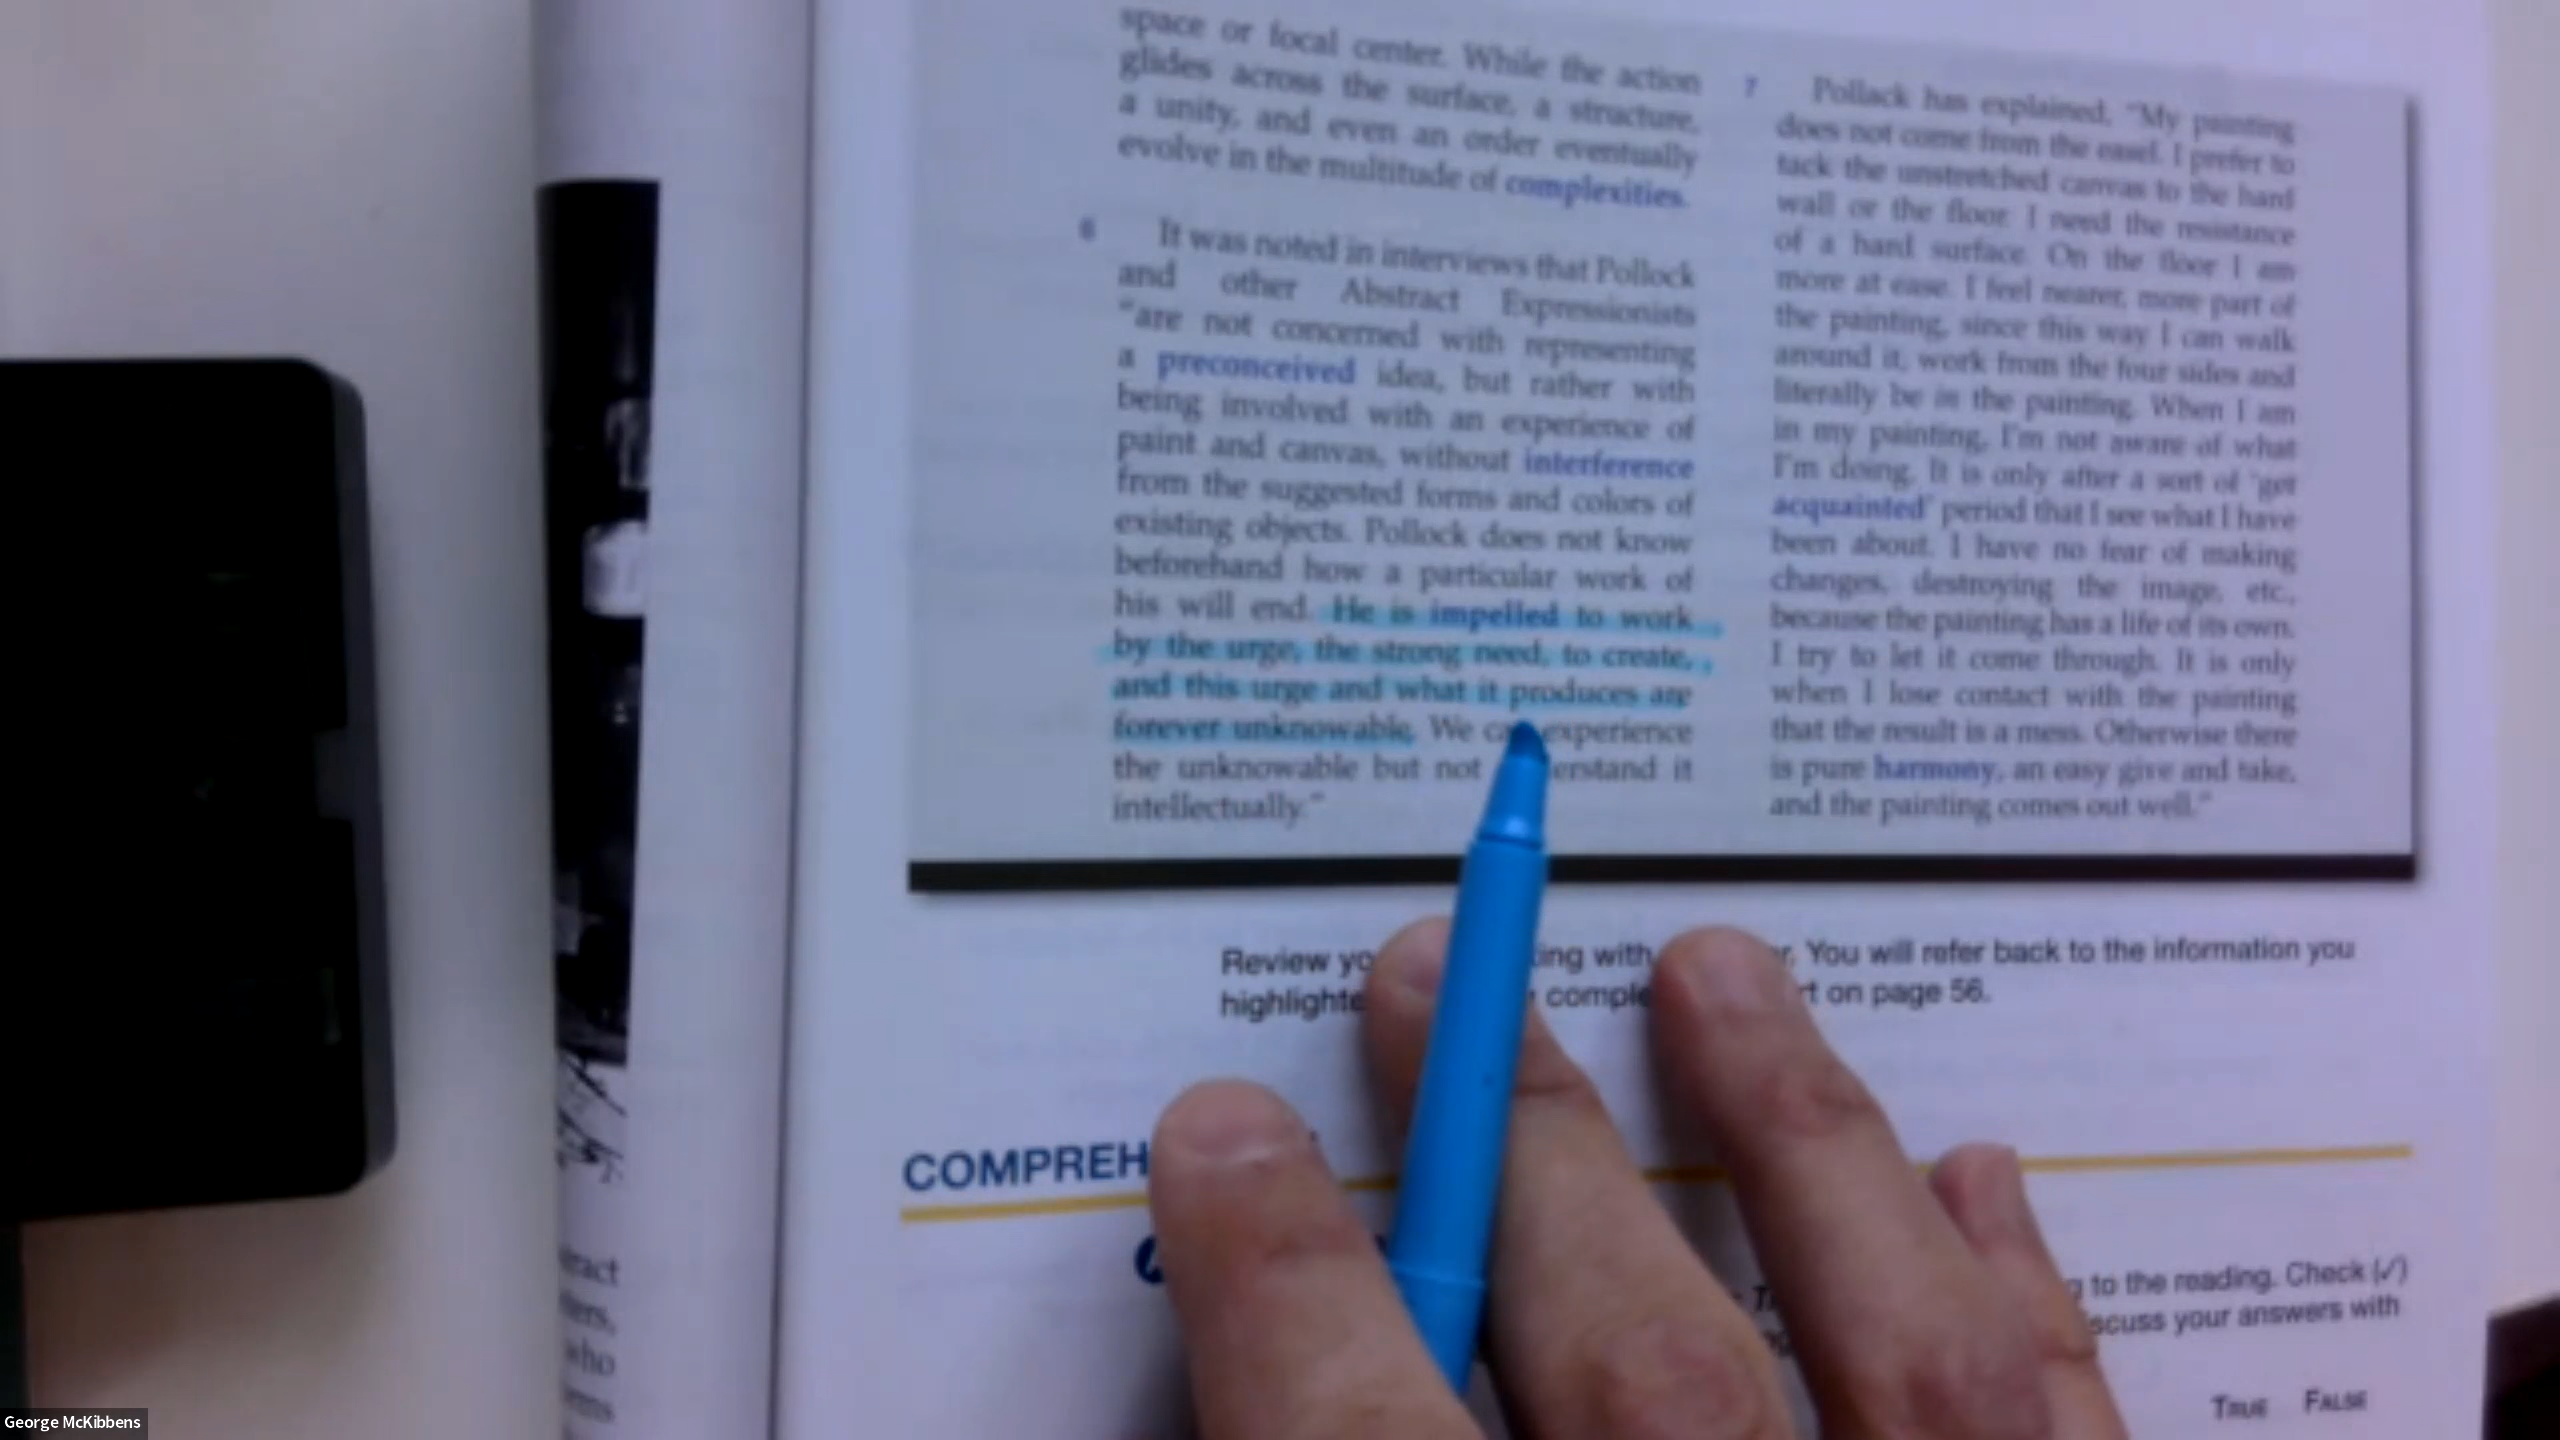 space or focal center. While the action
glides across the surface, a structure,
a unity, and even an order eventually
evolve in the multitude of complexities.
6 It was noted in interviews that Pollock
and other Abstract Expressionists
"are not concerned with representing
a preconceived idea, but rather with
being involved with an experience of
paint and canvas, without interference
from the suggested forms and colors of
existing objects. Pollock does not know
beforehand how a particular work of
his will end. He is impelled to work
by the urge, the strong need, to create,
and this urge and what it produces are
forever unknowable. We experience
the unknowable but not it
intellectually."
7 Pollack has explained, "My painting
does not come from the easel. I prefer to
tack the unstretched canvas to the hard
wall or the floor. I need the resistance
of a hard surface. On the floor I am
more at ease. I feel nearer, more part of
the painting, since this way I can walk
around it, work from the four sides and
literally be in the painting. When I am
in my painting, I'm not aware of what
I'm doing. It is only after a sort of 'get
acquainted' period that I see what I have
been about. I have no fear of making
changes, destroying the image, etc.,
because the painting has a life of its own.
I try to let it come through. It is only
when I lose contact with the painting
that the result is a mess. Otherwise there
is pure harmony, an easy give and take,
and the painting comes out well."
Review with You will refer back to the information you
on page 56.
COMPREH
to the reading. Check (✓)
your answers with
TRUE FALSE
who
George McKibbens